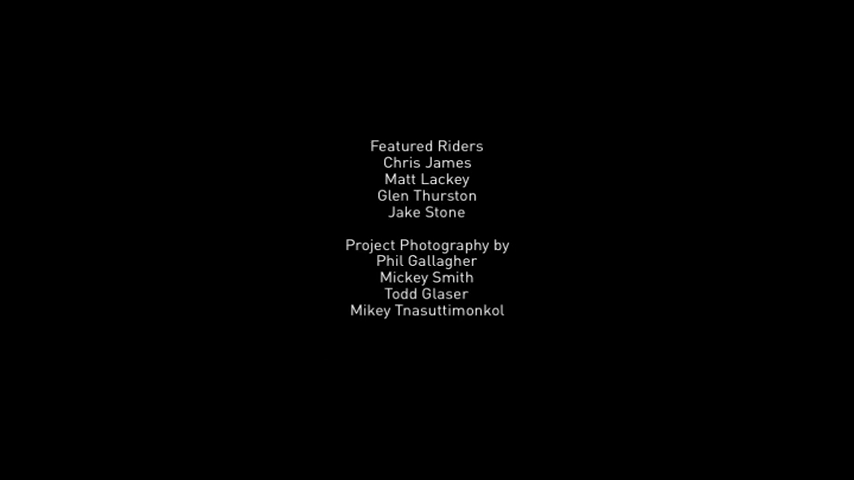 Featured Riders
Chris James
Matt Lackey
Glen Thurston
Jake Stone
Project Photography by
Phil Gallagher
Mickey Smith
Todd Glaser
Mikey Tnasuttimonkol